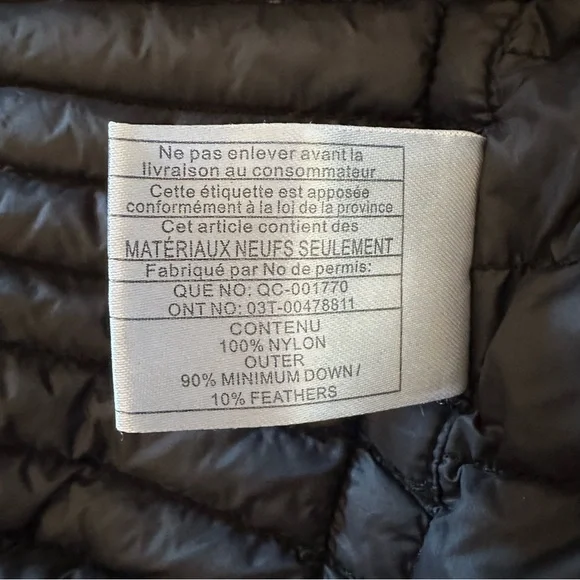 Ne pas enlever avant la
livraison au consommateur
Cette étiquette est apposée
conformément à la loi de la province
Cet article contient des
MATÉRIAUX NEUFS SEULEMENT
Fabriqué par No de permis:
QUE NO: QC-001770
ONT NO: 03T-00478811
CONTENU
100% NYLON
OUTER
90% MINIMUM DOWN /
10% FEATHERS